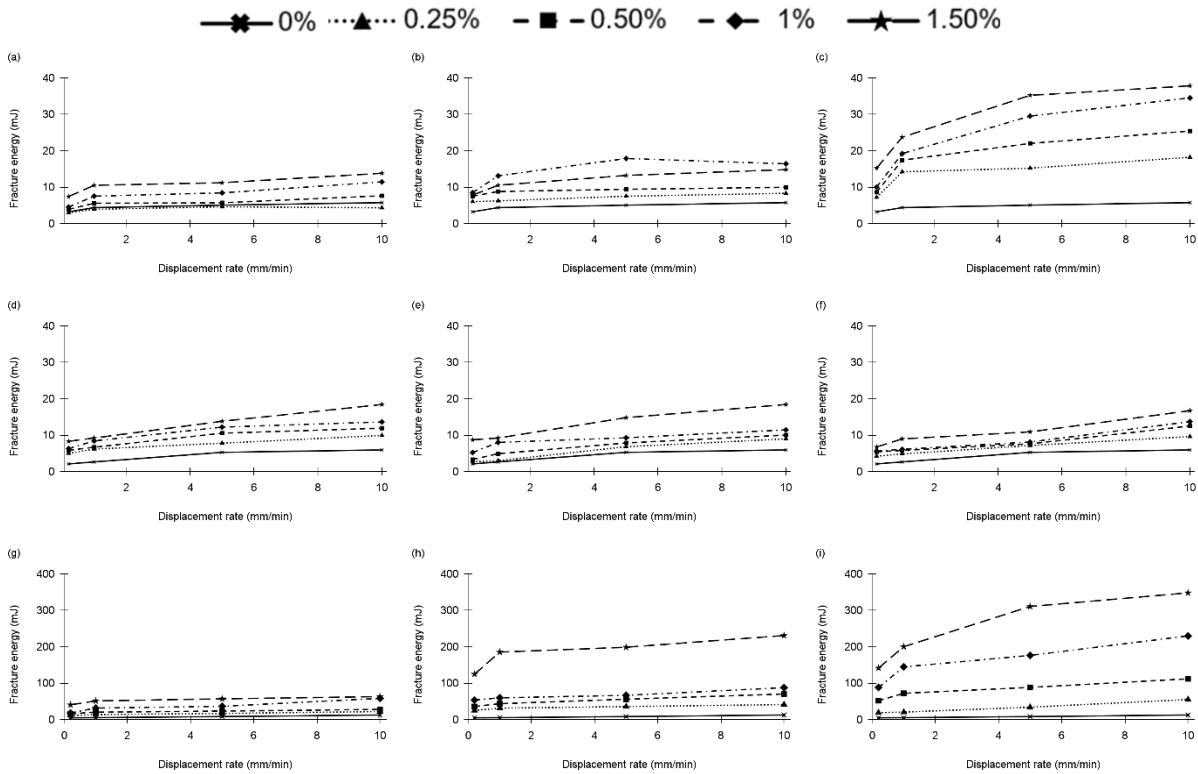 0% 0.25% 0.50% 1% 1.50%
(a) (b) (c)
40 40 40
30 30 30
20 20 20
10 10 10
0 0 0
2 4 6 8 10 2 4 6 8 10 2 4 6 8 10
Fracture energy (mJ) Fracture energy (mJ) Fracture energy (mJ)
Displacement rate (mm/min) Displacement rate (mm/min) Displacement rate (mm/min)
(d) (e) (f)
40 40 40
30 30 30
20 20 20
10 10 10
0 0 0
2 4 6 8 10 2 4 6 8 10 2 4 6 8 10
Fracture energy (mJ) Fracture energy (mJ) Fracture energy (mJ)
Displacement rate (mm/min) Displacement rate (mm/min) Displacement rate (mm/min)
(g) (h) (i)
400 400 400
300 300 300
200 200 200
100 100 100
0 0 0
0 2 4 6 8 10 0 2 4 6 8 10 0 2 4 6 8 10
Fracture energy (mJ) Fracture energy (mJ) Fracture energy (mJ)
Displacement rate (mm/min) Displacement rate (mm/min) Displacement rate (mm/min)